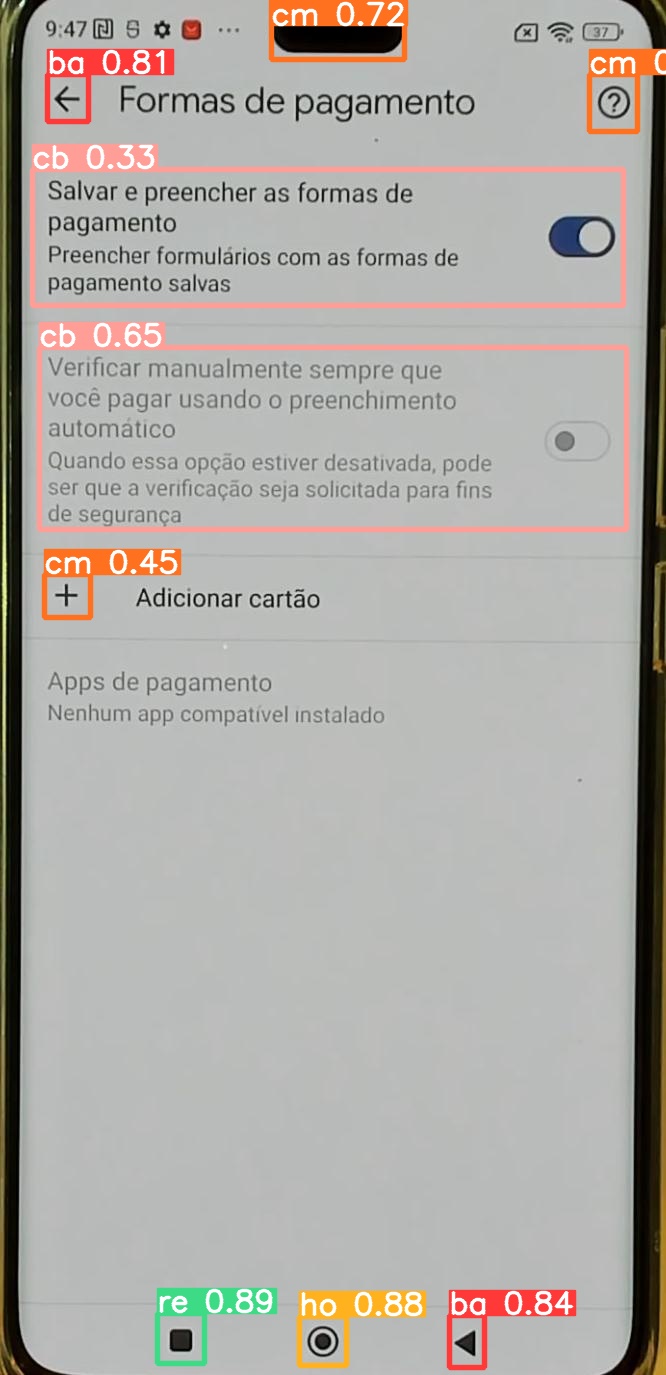 cm 0.72
9:47
37
ba 0.81
cm 0
Formas de pagamento
cb 0.33
Salvar e preencher as formas de
pagamento
Preencher formulários com as formas de
pagamento salvas
cb 0.65
Verificar manualmente sempre que
você pagar usando o preenchimento
automático
Quando essa opção estiver desativada, pode
ser que a verificação seja solicitada para fins
de segurança
cm 0.45
Adicionar cartão
Apps de pagamento
Nenhum app compatível instalado
re 0.89
ho 0.88
ba 0.84